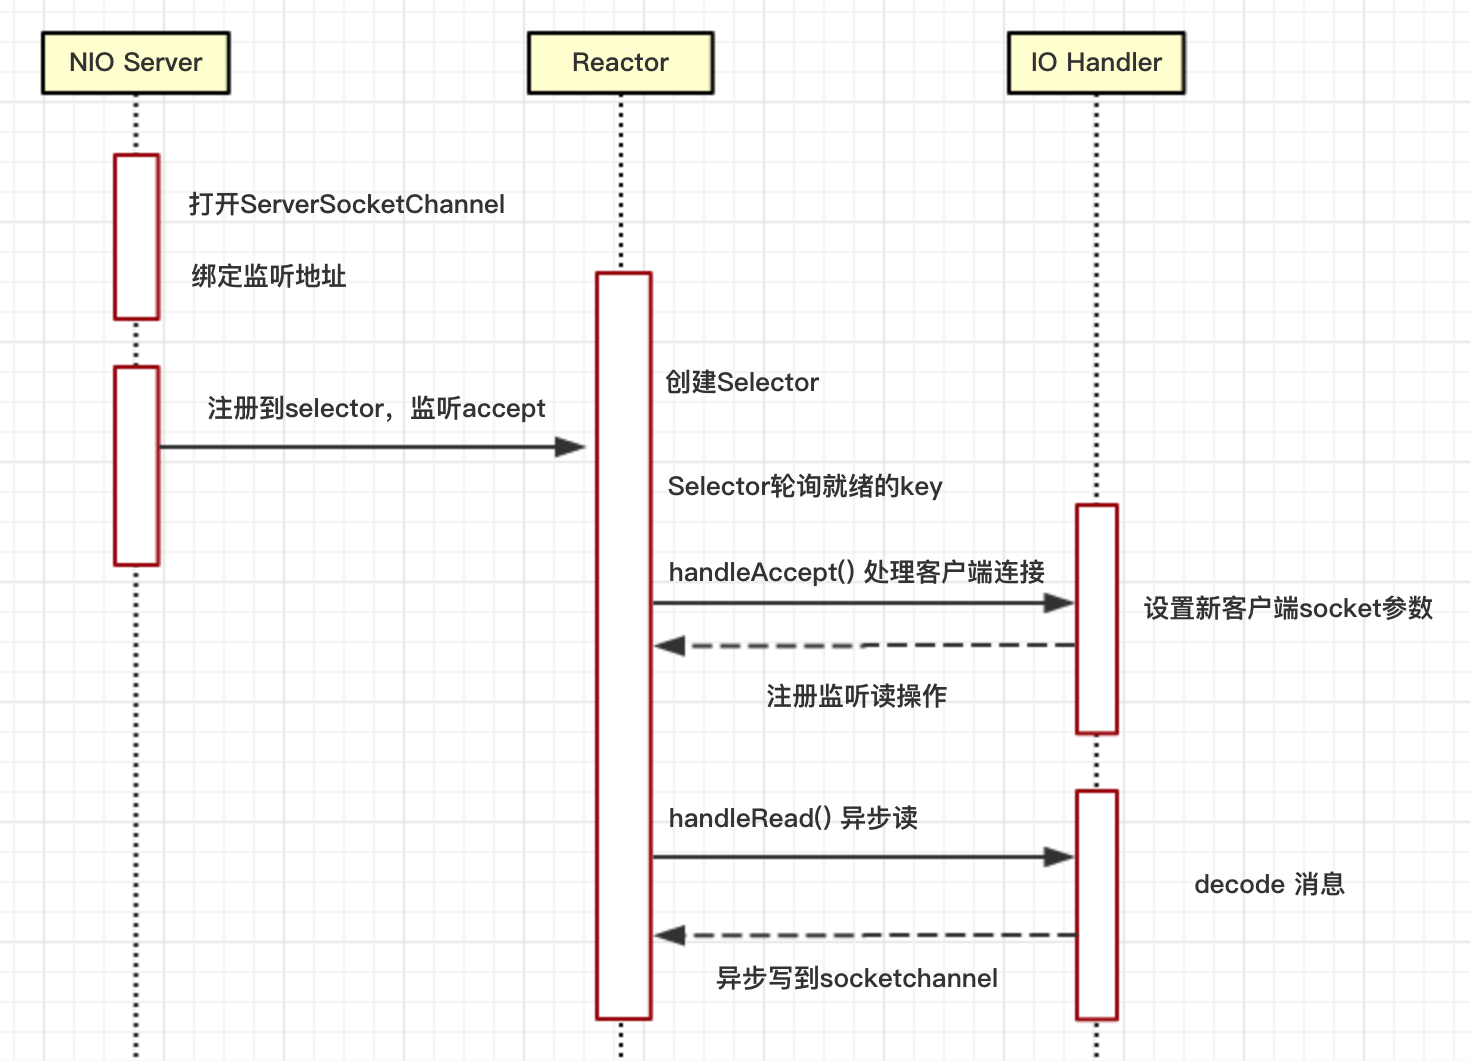 NIO Server
Reactor
IO Handler
打开ServerSocketChannel
绑定监听地址
创建Selector
注册到selector，监听accept
Selector轮询就绪的key
handleAccept() 处理客户端连接
设置新客户端socket参数
注册监听读操作
handleRead() 异步读
decode 消息
异步写到socketchannel